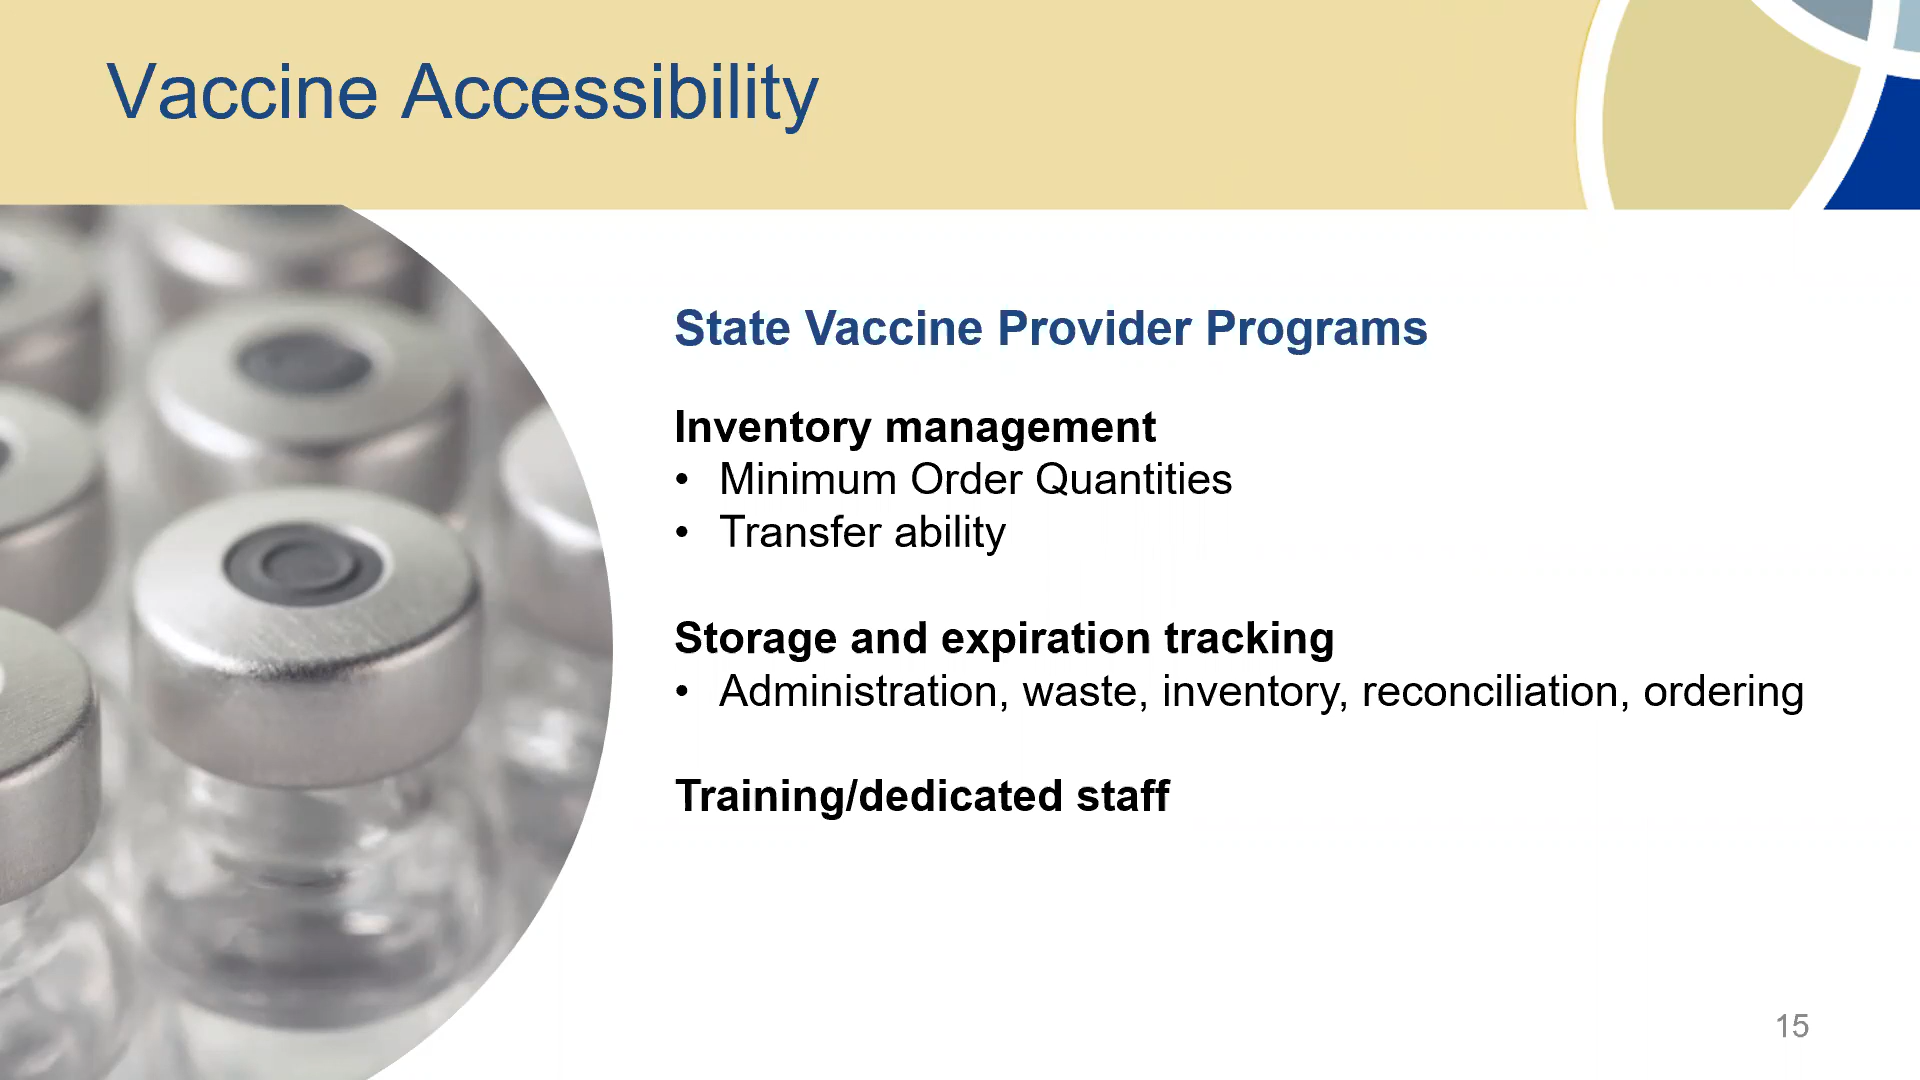 Vaccine Accessibility
State Vaccine Provider Programs
Inventory management
• Minimum Order Quantities
• Transfer ability
Storage and expiration tracking
• Administration, waste, inventory, reconciliation, ordering
Training/dedicated staff
15